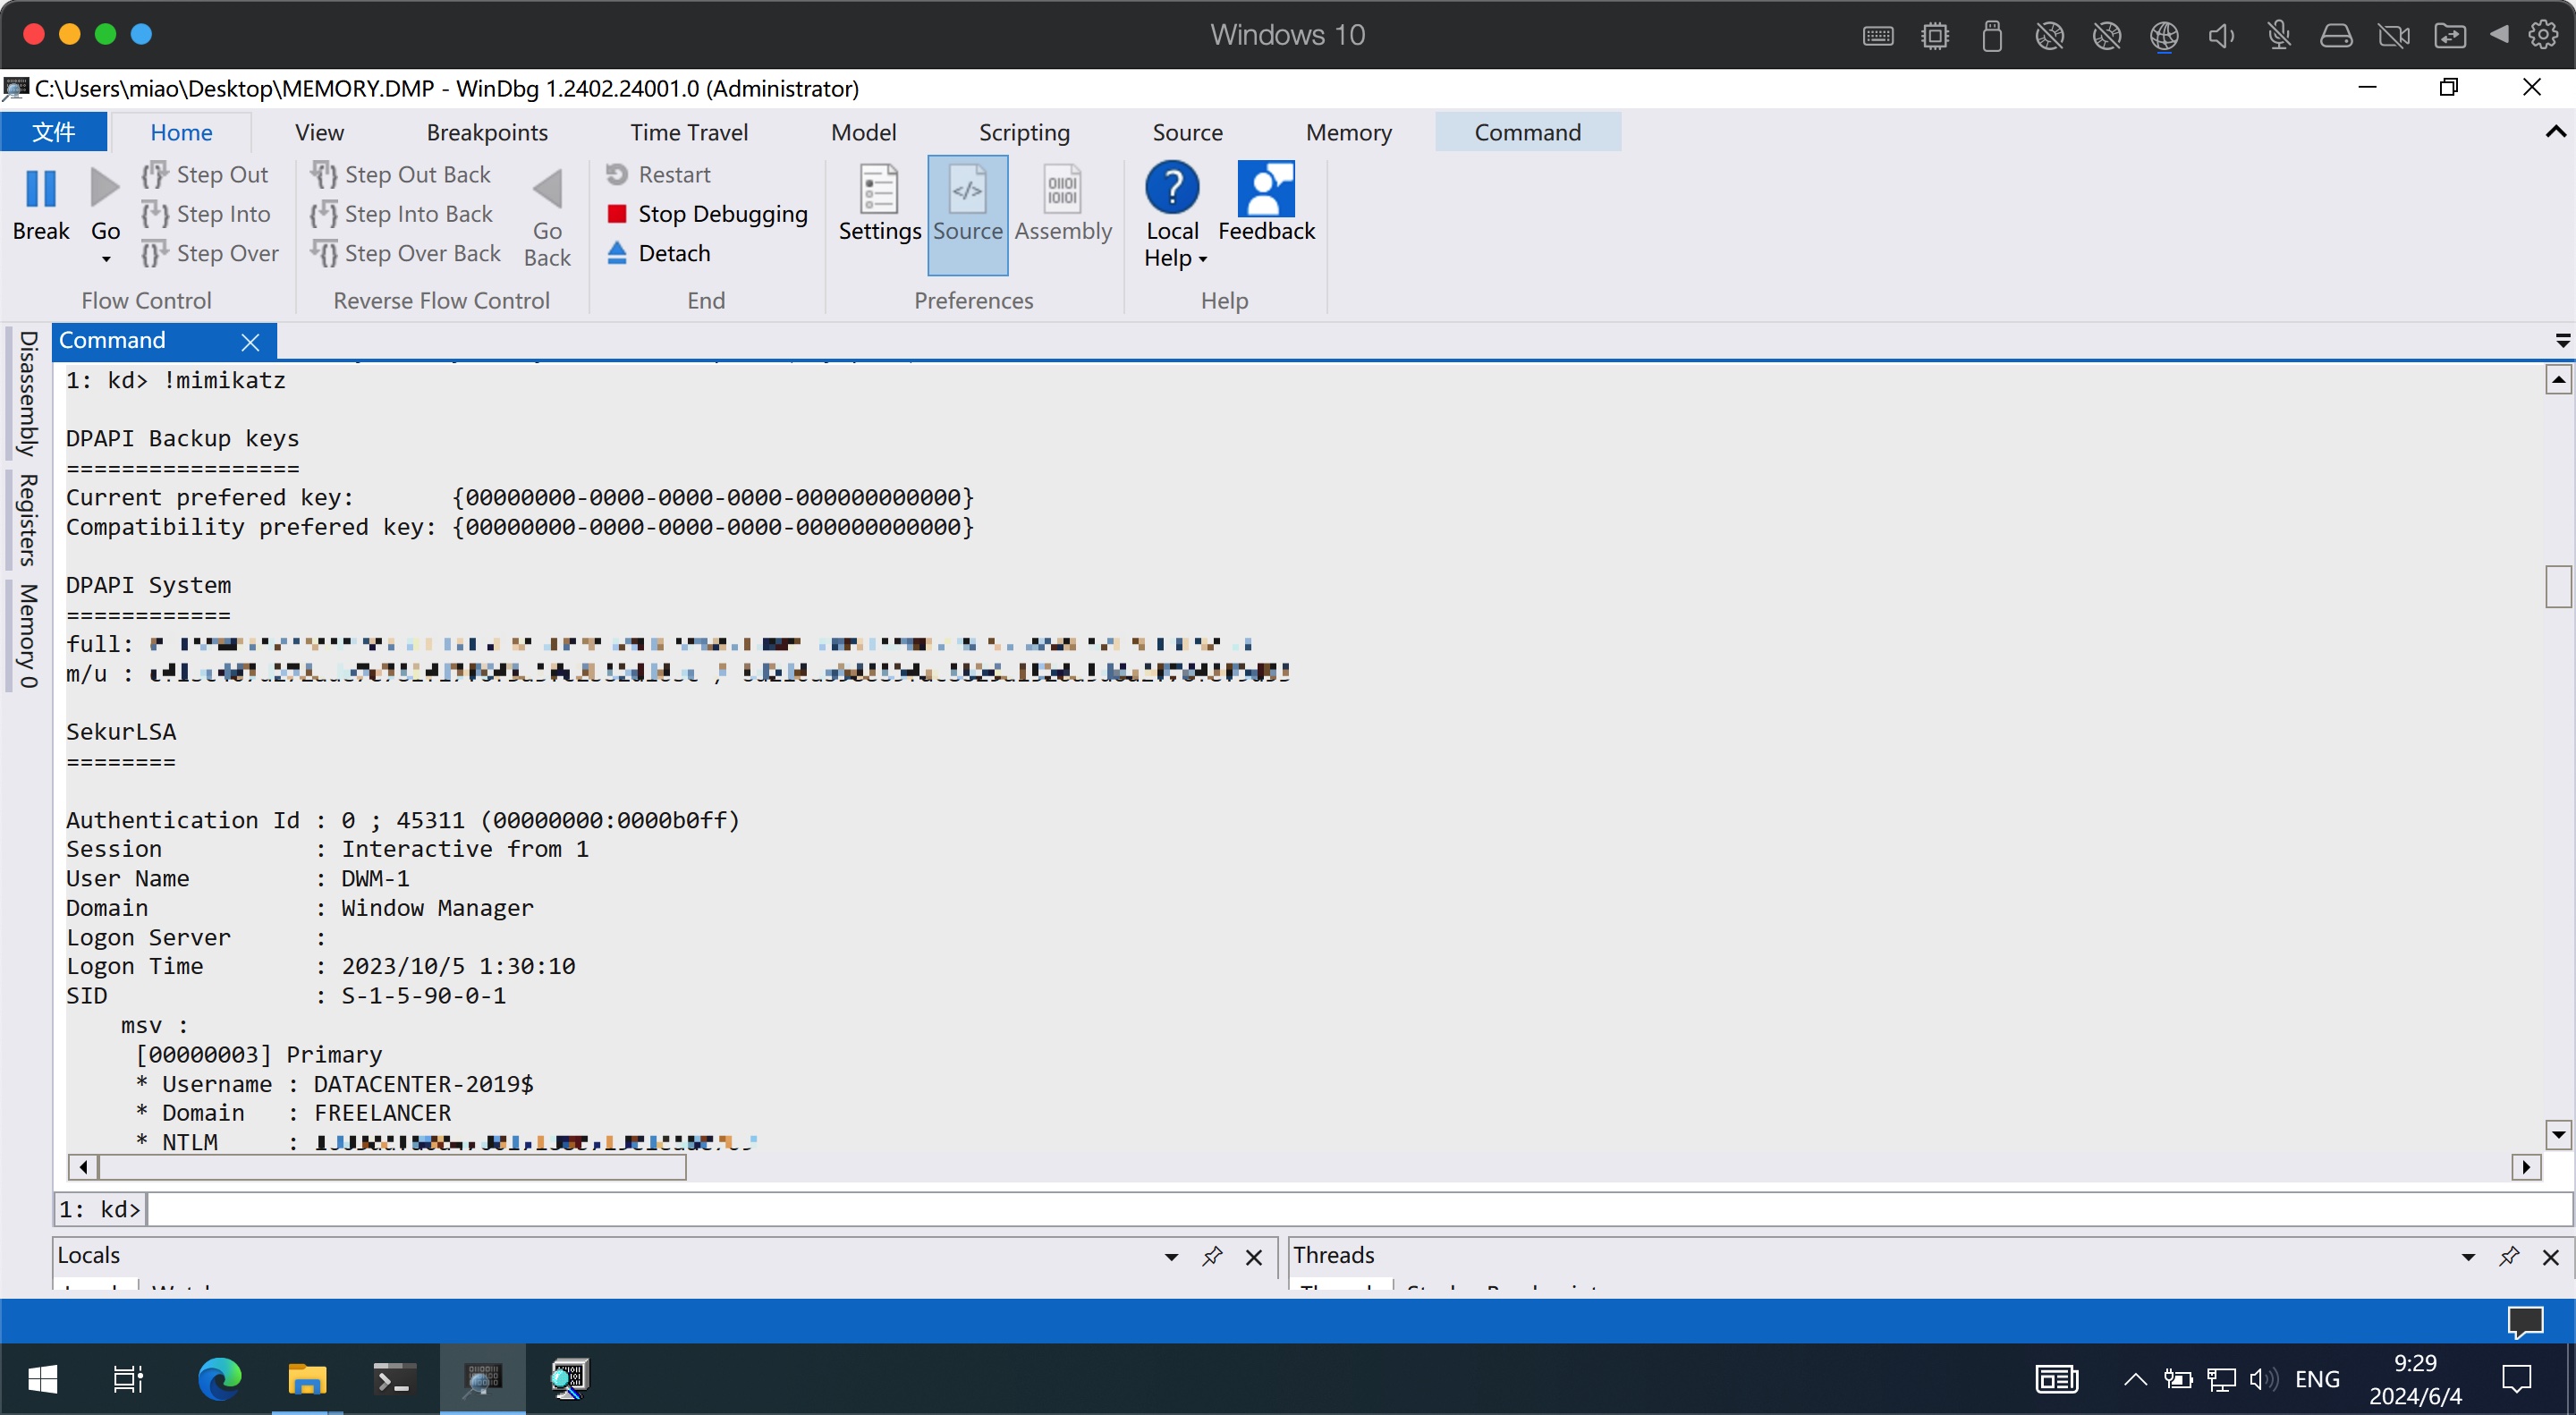 Windows 10
C:\Users\miao\Desktop\MEMORY.DMP - WinDbg 1.2402.24001.0 (Administrator)
文件 Home View Breakpoints Time Travel Model Scripting Source Memory Command
Break
Go
Step Out
Step Into
Step Over
Flow Control
Step Out Back
Step Into Back
Step Over Back
Go Back
Reverse Flow Control
Restart
Stop Debugging
Detach
End
Settings
Source
Assembly
Preferences
Local Help
Feedback
Help
Disassembly
Registers
Memory 0
Command
1: kd> !mimikatz
DPAPI Backup keys
=================
Current prefered key:       {00000000-0000-0000-0000-000000000000}
Compatibility prefered key: {00000000-0000-0000-0000-000000000000}
DPAPI System
============
full:
m/u :
SekurLSA
========
Authentication Id : 0 ; 45311 (00000000:0000b0ff)
Session           : Interactive from 1
User Name         : DWM-1
Domain            : Window Manager
Logon Server      :
Logon Time        : 2023/10/5 1:30:10
SID               : S-1-5-90-0-1
msv :
[00000003] Primary
* Username : DATACENTER-2019$
* Domain   : FREELANCER
* NTLM     :
1: kd>
Locals
Threads
ENG
9:29
2024/6/4